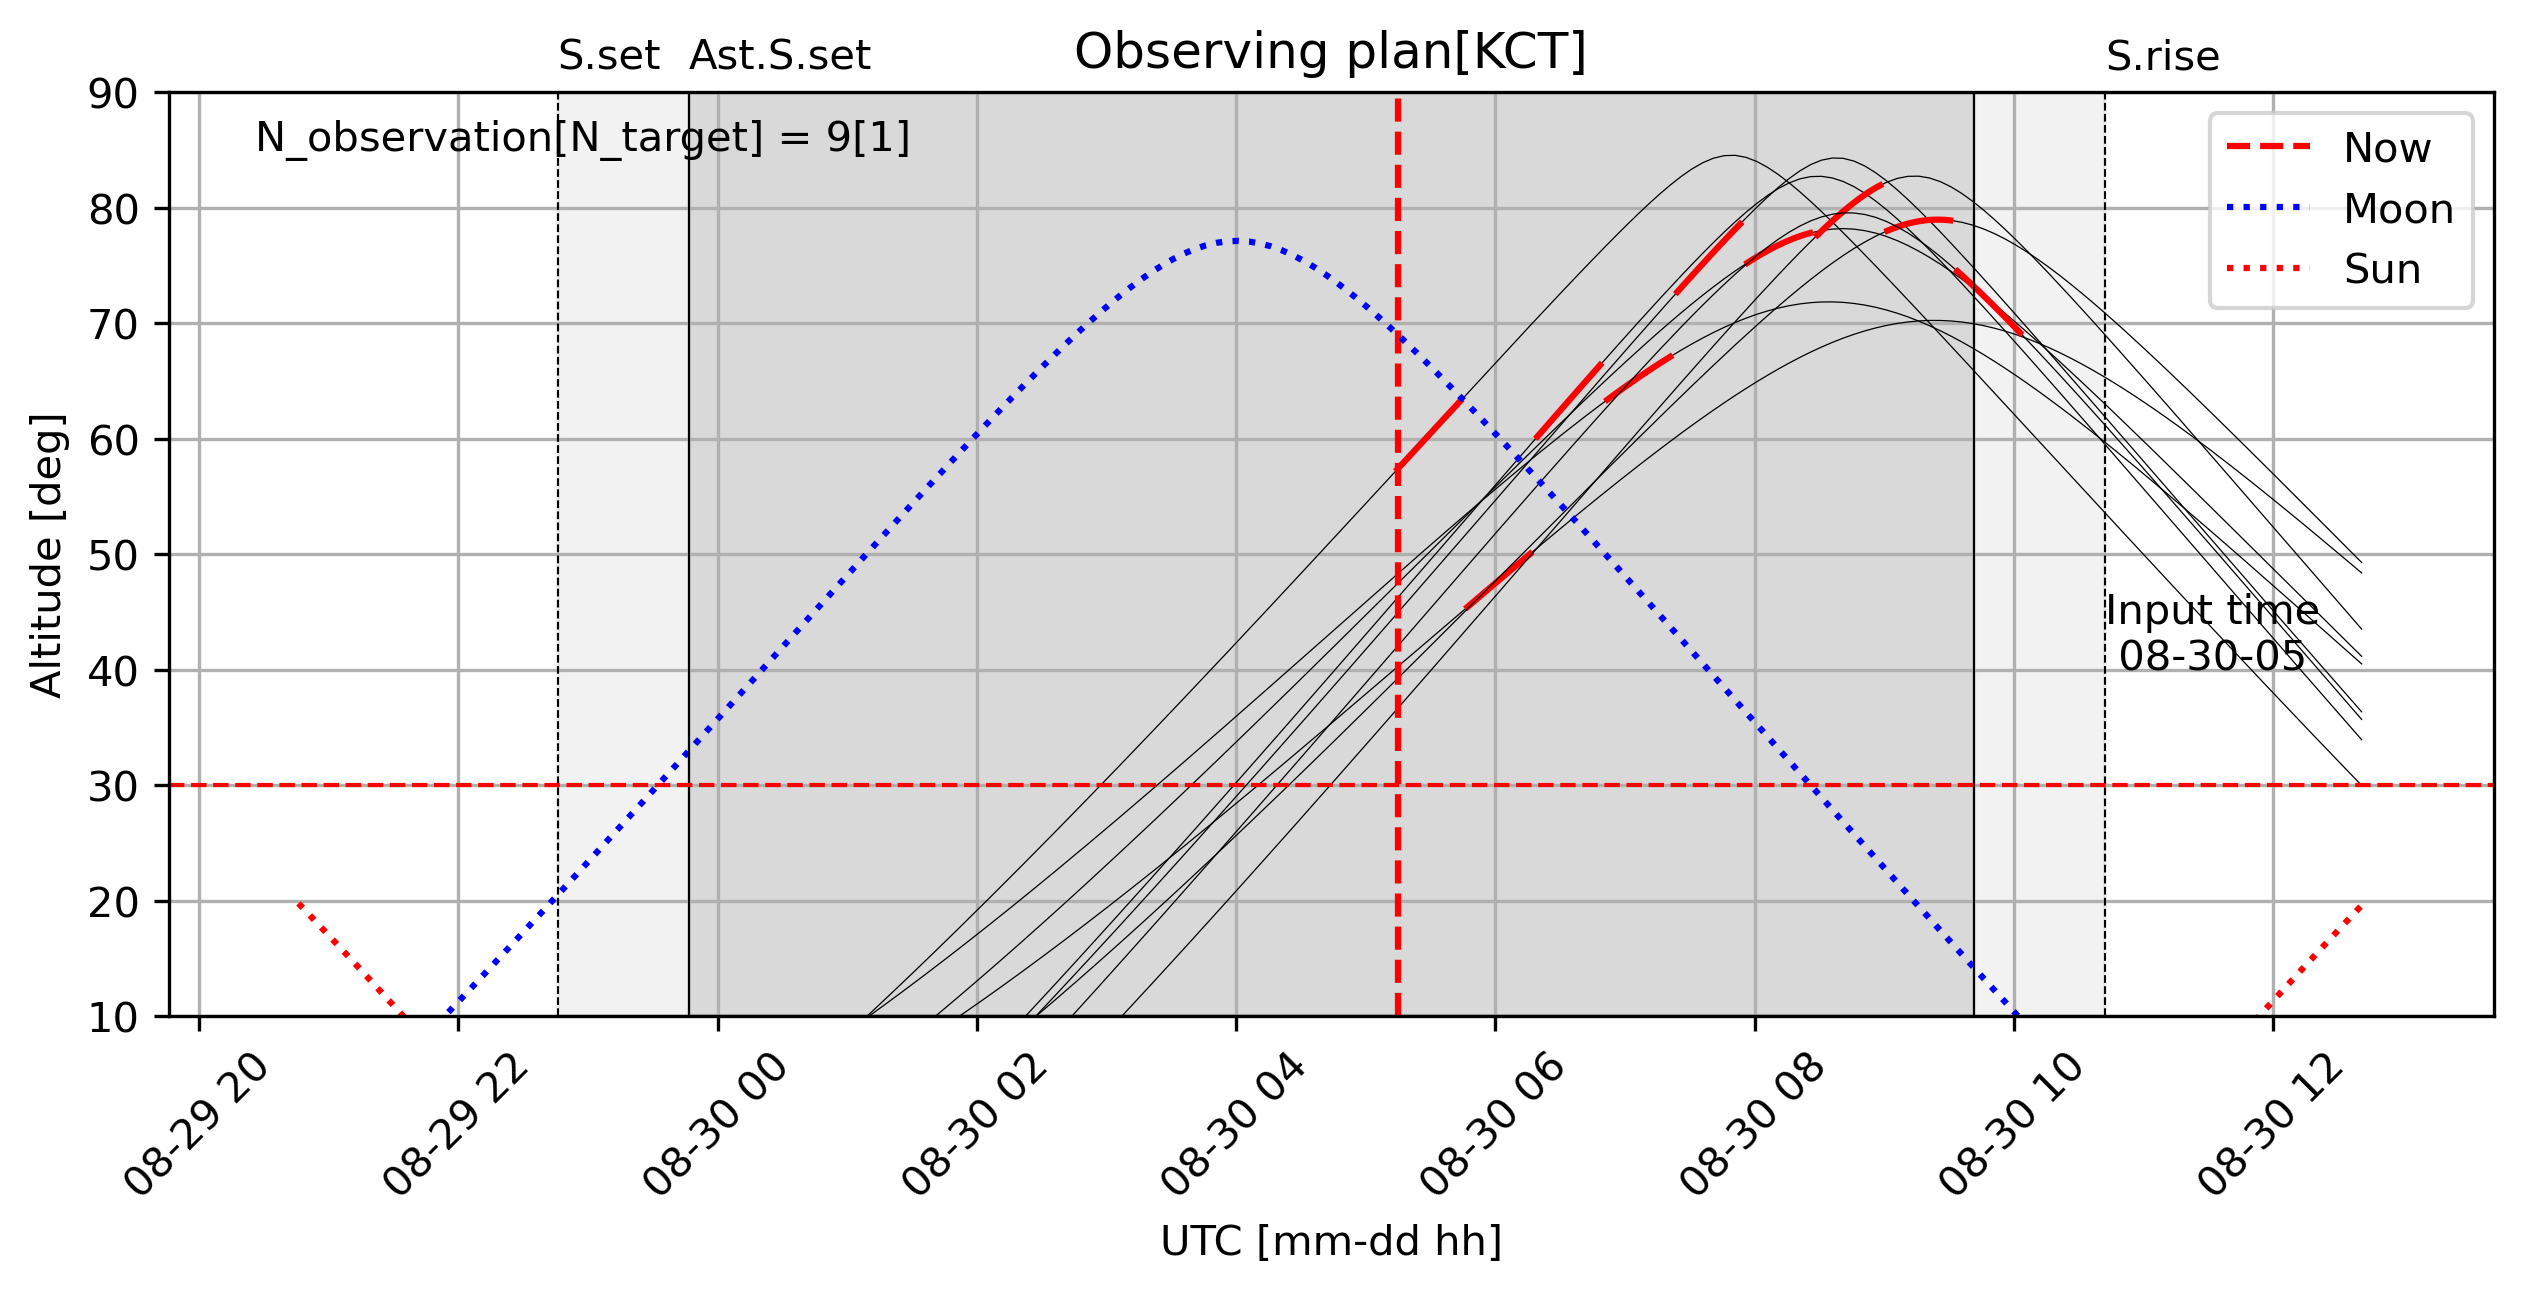 S.set Ast.S.set Observing plan[KCT] S.rise
N_observation[N_target] = 9[1]
Now
Moon
Sun
Input time
08-30-05
Altitude [deg]
90
80
70
60
50
40
30
20
10
08-29 20
08-29 22
08-30 00
08-30 02
08-30 04
08-30 06
08-30 08
08-30 10
08-30 12
UTC [mm-dd hh]